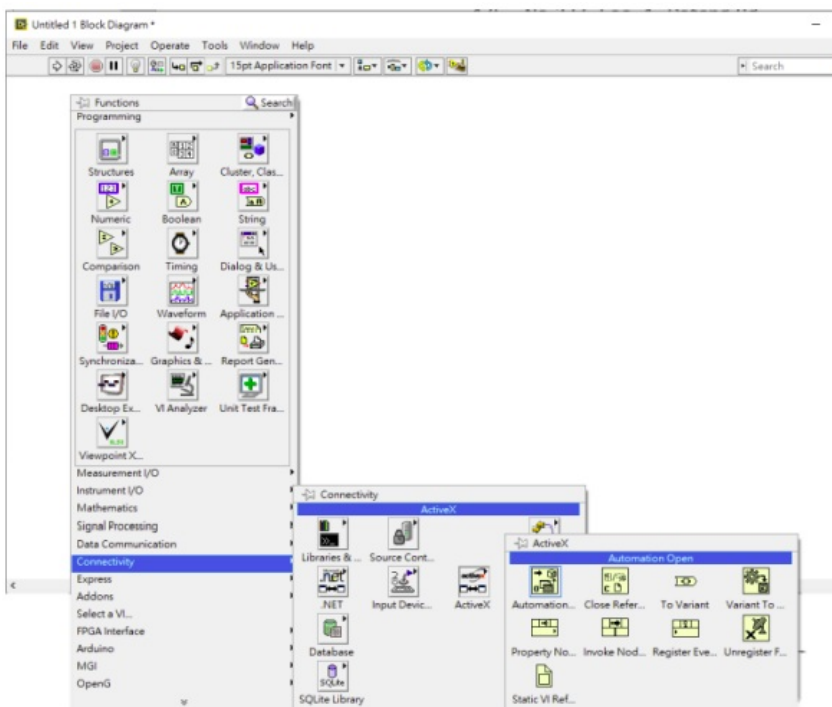 Untitled 1 Block Diagram *
File Edit View Project Operate Tools Window Help
15pt Application Font Search
Functions Search
Programming
Structures Array Cluster, Clas...
Numeric Boolean String
Comparison Timing Dialog & Us...
File I/O Waveform Application ...
Synchroniza... Graphics & ... Report Gen...
Desktop Ex... VI Analyzer Unit Test Fra...
Viewpoint X...
Measurement I/O
Instrument I/O
Mathematics
Signal Processing
Data Communication
Connectivity
Express
Addons
Select a VI...
FPGA Interface
Arduino
MGI
OpenG
Connectivity
ActiveX
Libraries & ... Source Cont...
.NET Input Devic... ActiveX
Database
SQLite Library
ActiveX
Automation Open
Automation... Close Refer... To Variant Variant To ...
Property No... Invoke Nod... Register Eve... Unregister F...
Static VI Ref...